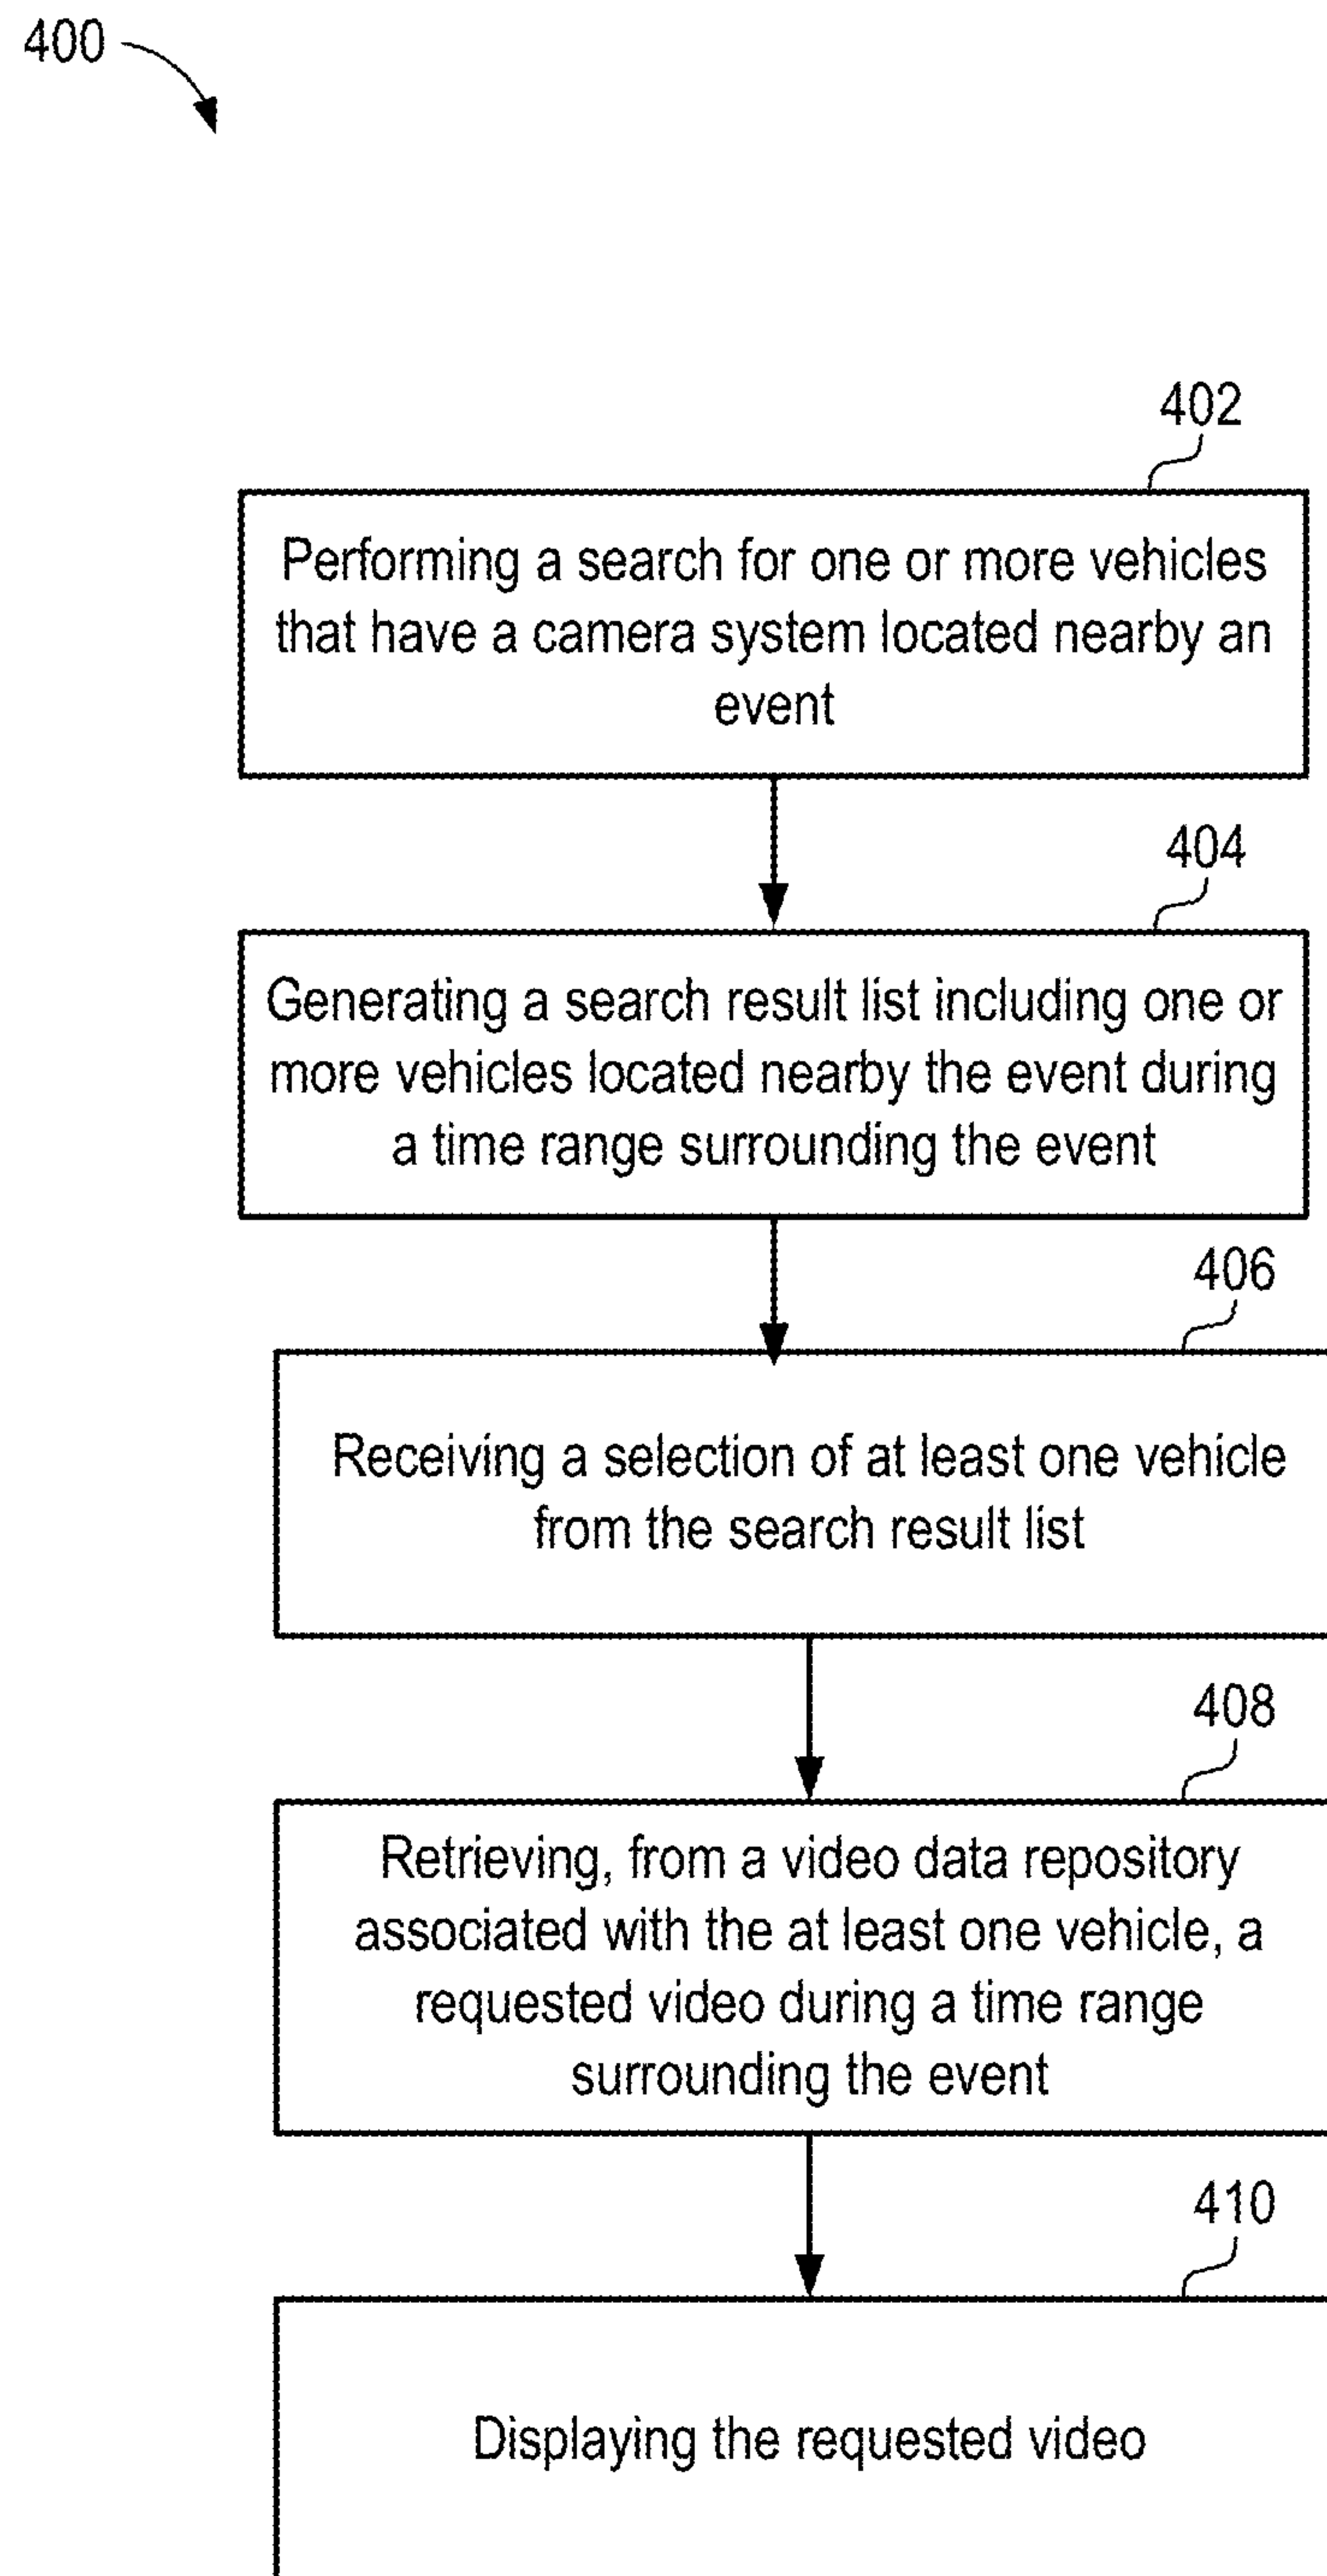 400
402
Performing a search for one or more vehicles
that have a camera system located nearby an
event
404
Generating a search result list including one or
more vehicles located nearby the event during
a time range surrounding the event
406
Receiving a selection of at least one vehicle
from the search result list
408
Retrieving, from a video data repository
associated with the at least one vehicle, a
requested video during a time range
surrounding the event
410
Displaying the requested video